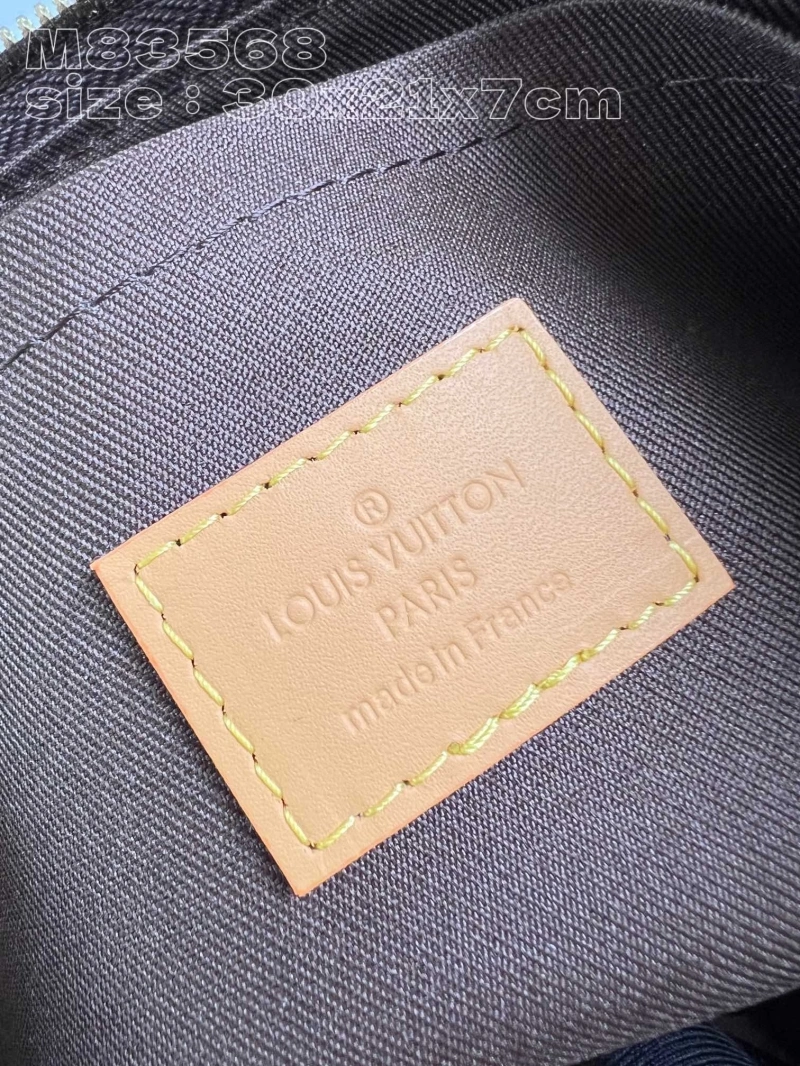 M83568
size : 30x21x7cm
®
LOUIS VUITTON
PARIS
made in France